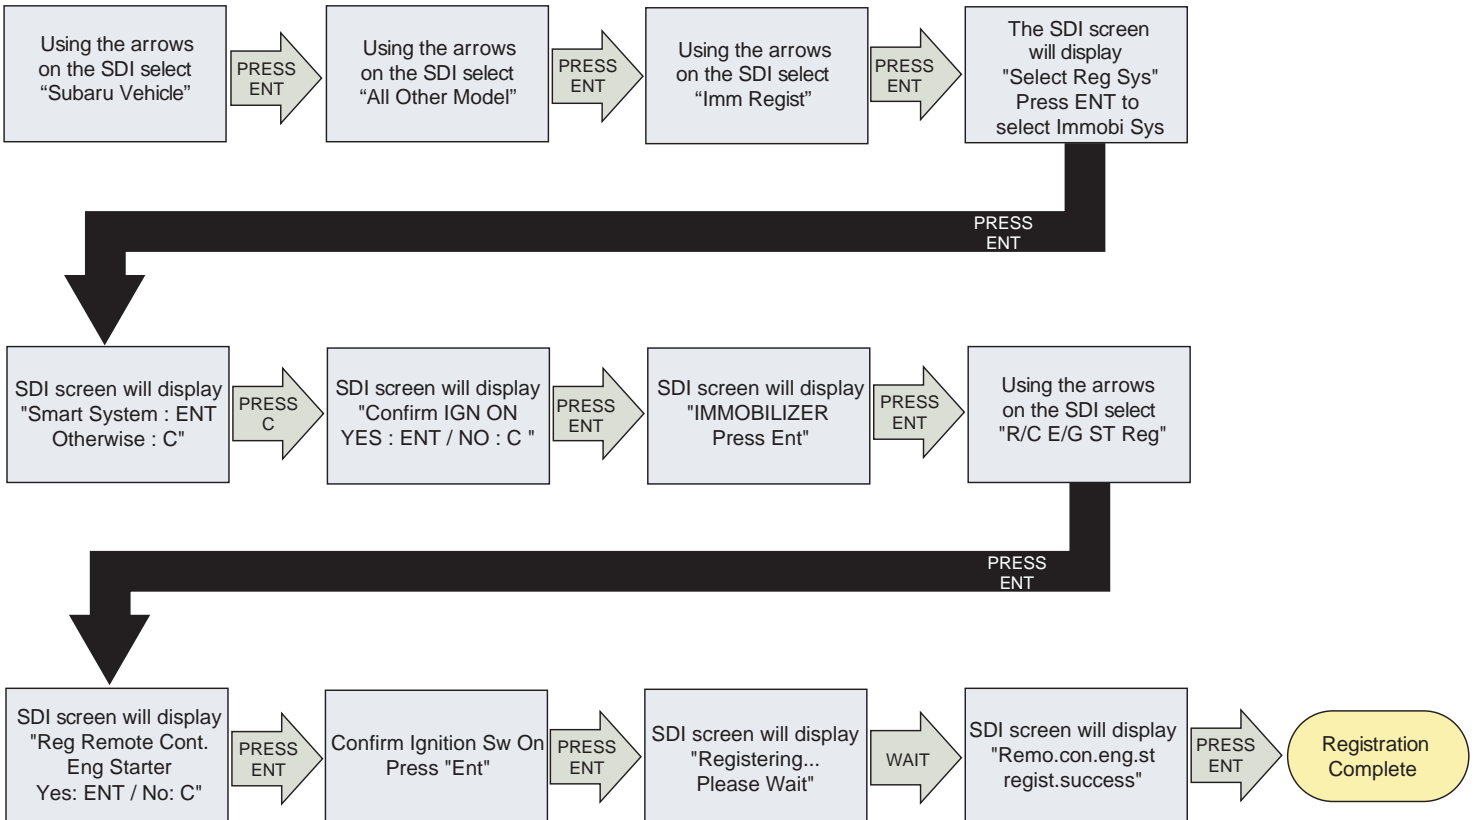 Using the arrows
on the SDI select
“Subaru Vehicle”
PRESS
ENT
Using the arrows
on the SDI select
“All Other Model”
PRESS
ENT
Using the arrows
on the SDI select
“Imm Regist”
PRESS
ENT
The SDI screen
will display
"Select Reg Sys"
Press ENT to
select Immobi Sys
PRESS
ENT
SDI screen will display
"Smart System : ENT
Otherwise : C"
PRESS
C
SDI screen will display
"Confirm IGN ON
YES : ENT / NO : C "
PRESS
ENT
SDI screen will display
"IMMOBILIZER
Press Ent"
PRESS
ENT
Using the arrows
on the SDI select
"R/C E/G ST Reg"
PRESS
ENT
SDI screen will display
"Reg Remote Cont.
Eng Starter
Yes: ENT / No: C"
PRESS
ENT
Confirm Ignition Sw On
Press "Ent"
PRESS
ENT
SDI screen will display
"Registering...
Please Wait"
WAIT
SDI screen will display
"Remo.con.eng.st
regist.success"
PRESS
ENT
Registration
Complete